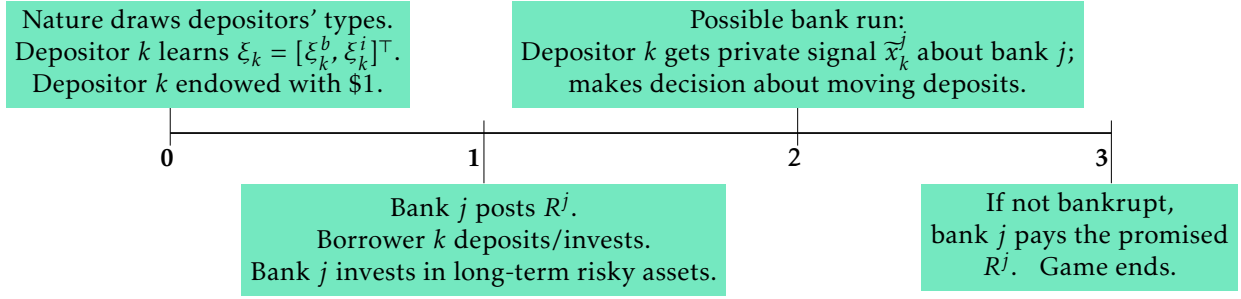 Nature draws depositors’ types.
Depositor k learns ξ_k = [ξ_k^b, ξ_k^i]^⊤.
Depositor k endowed with $1.
Possible bank run:
Depositor k gets private signal x̃_k^j about bank j;
makes decision about moving deposits.
0 1 2 3
Bank j posts R^j.
Borrower k deposits/invests.
Bank j invests in long-term risky assets.
If not bankrupt,
bank j pays the promised
R^j. Game ends.